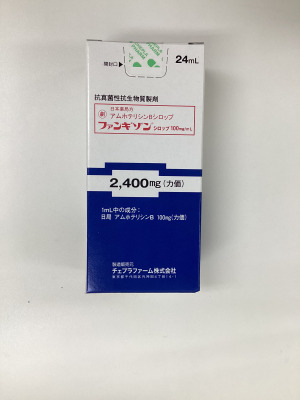 開封口▶
24mL
抗真菌性抗生物質製剤
日本薬局方
劇 アムホテリシンBシロップ
ファンギゾン シロップ 100mg/mL
2,400mg(力価)
1mL中の成分:
日局 アムホテリシンB 100mg(力価)
製造販売元
チェプラファーム株式会社